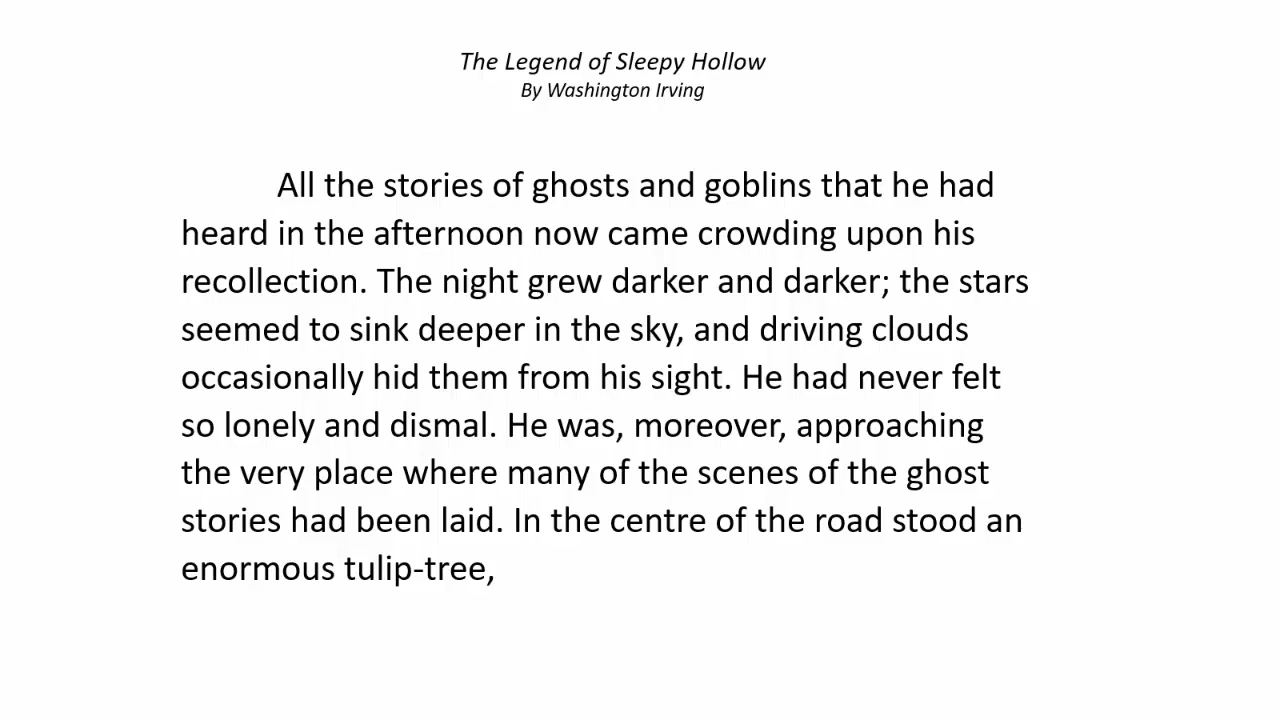 The Legend of Sleepy Hollow
By Washington Irving
All the stories of ghosts and goblins that he had
heard in the afternoon now came crowding upon his
recollection. The night grew darker and darker; the stars
seemed to sink deeper in the sky, and driving clouds
occasionally hid them from his sight. He had never felt
so lonely and dismal. He was, moreover, approaching
the very place where many of the scenes of the ghost
stories had been laid. In the centre of the road stood an
enormous tulip-tree,